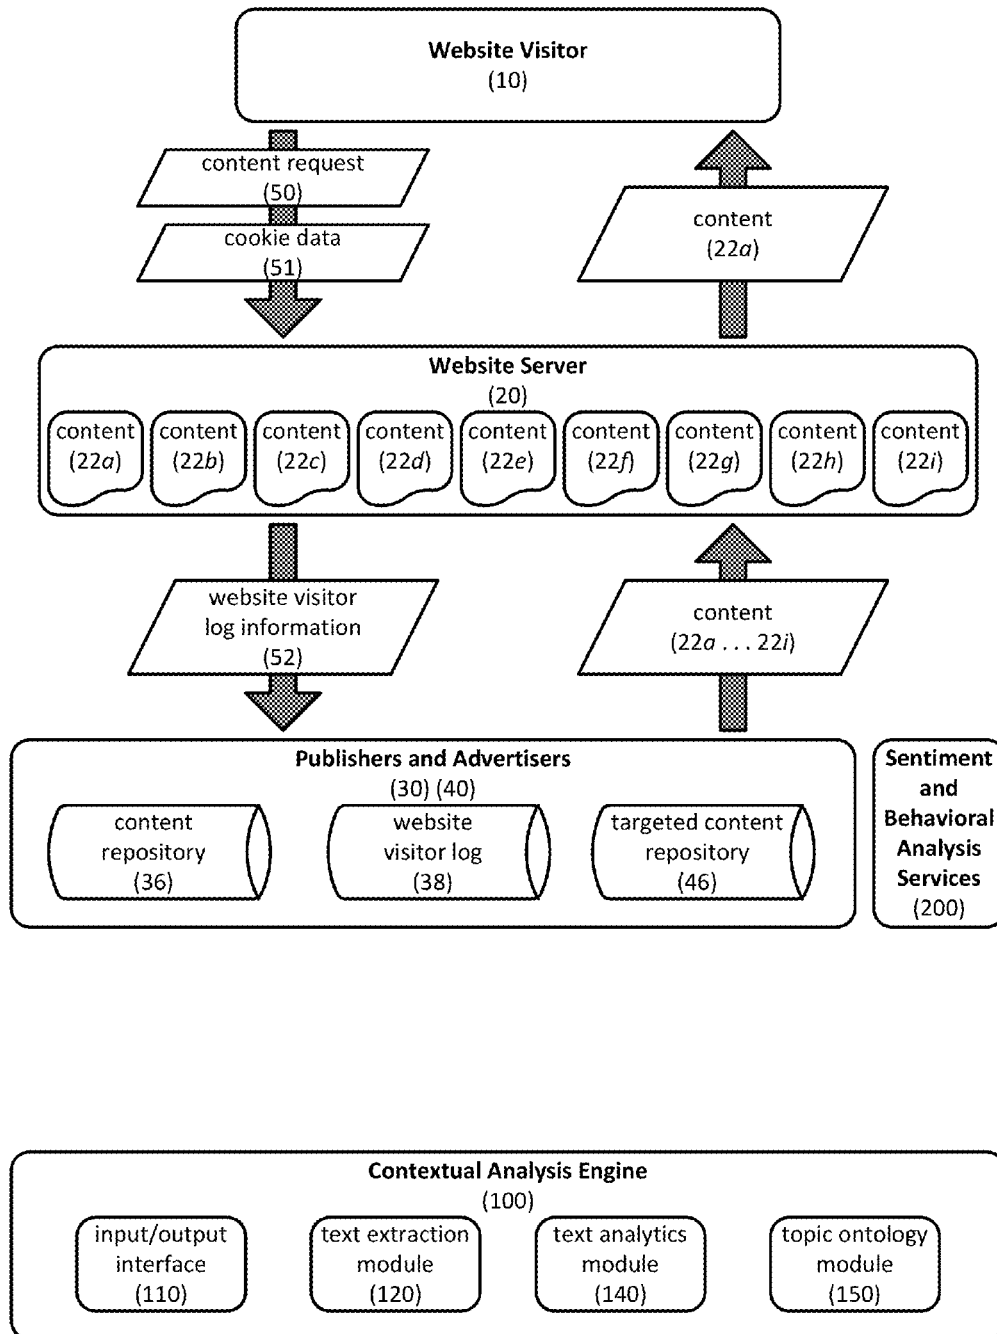 Website Visitor
(10)
content request
(50)
cookie data
(51)
content
(22a)
Website Server
(20)
content
(22a)
content
(22b)
content
(22c)
content
(22d)
content
(22e)
content
(22f)
content
(22g)
content
(22h)
content
(22i)
website visitor
log information
(52)
content
(22a . . . 22i)
Publishers and Advertisers
(30) (40)
content
repository
(36)
website
visitor log
(38)
targeted content
repository
(46)
Sentiment
and
Behavioral
Analysis
Services
(200)
Contextual Analysis Engine
(100)
input/output
interface
(110)
text extraction
module
(120)
text analytics
module
(140)
topic ontology
module
(150)